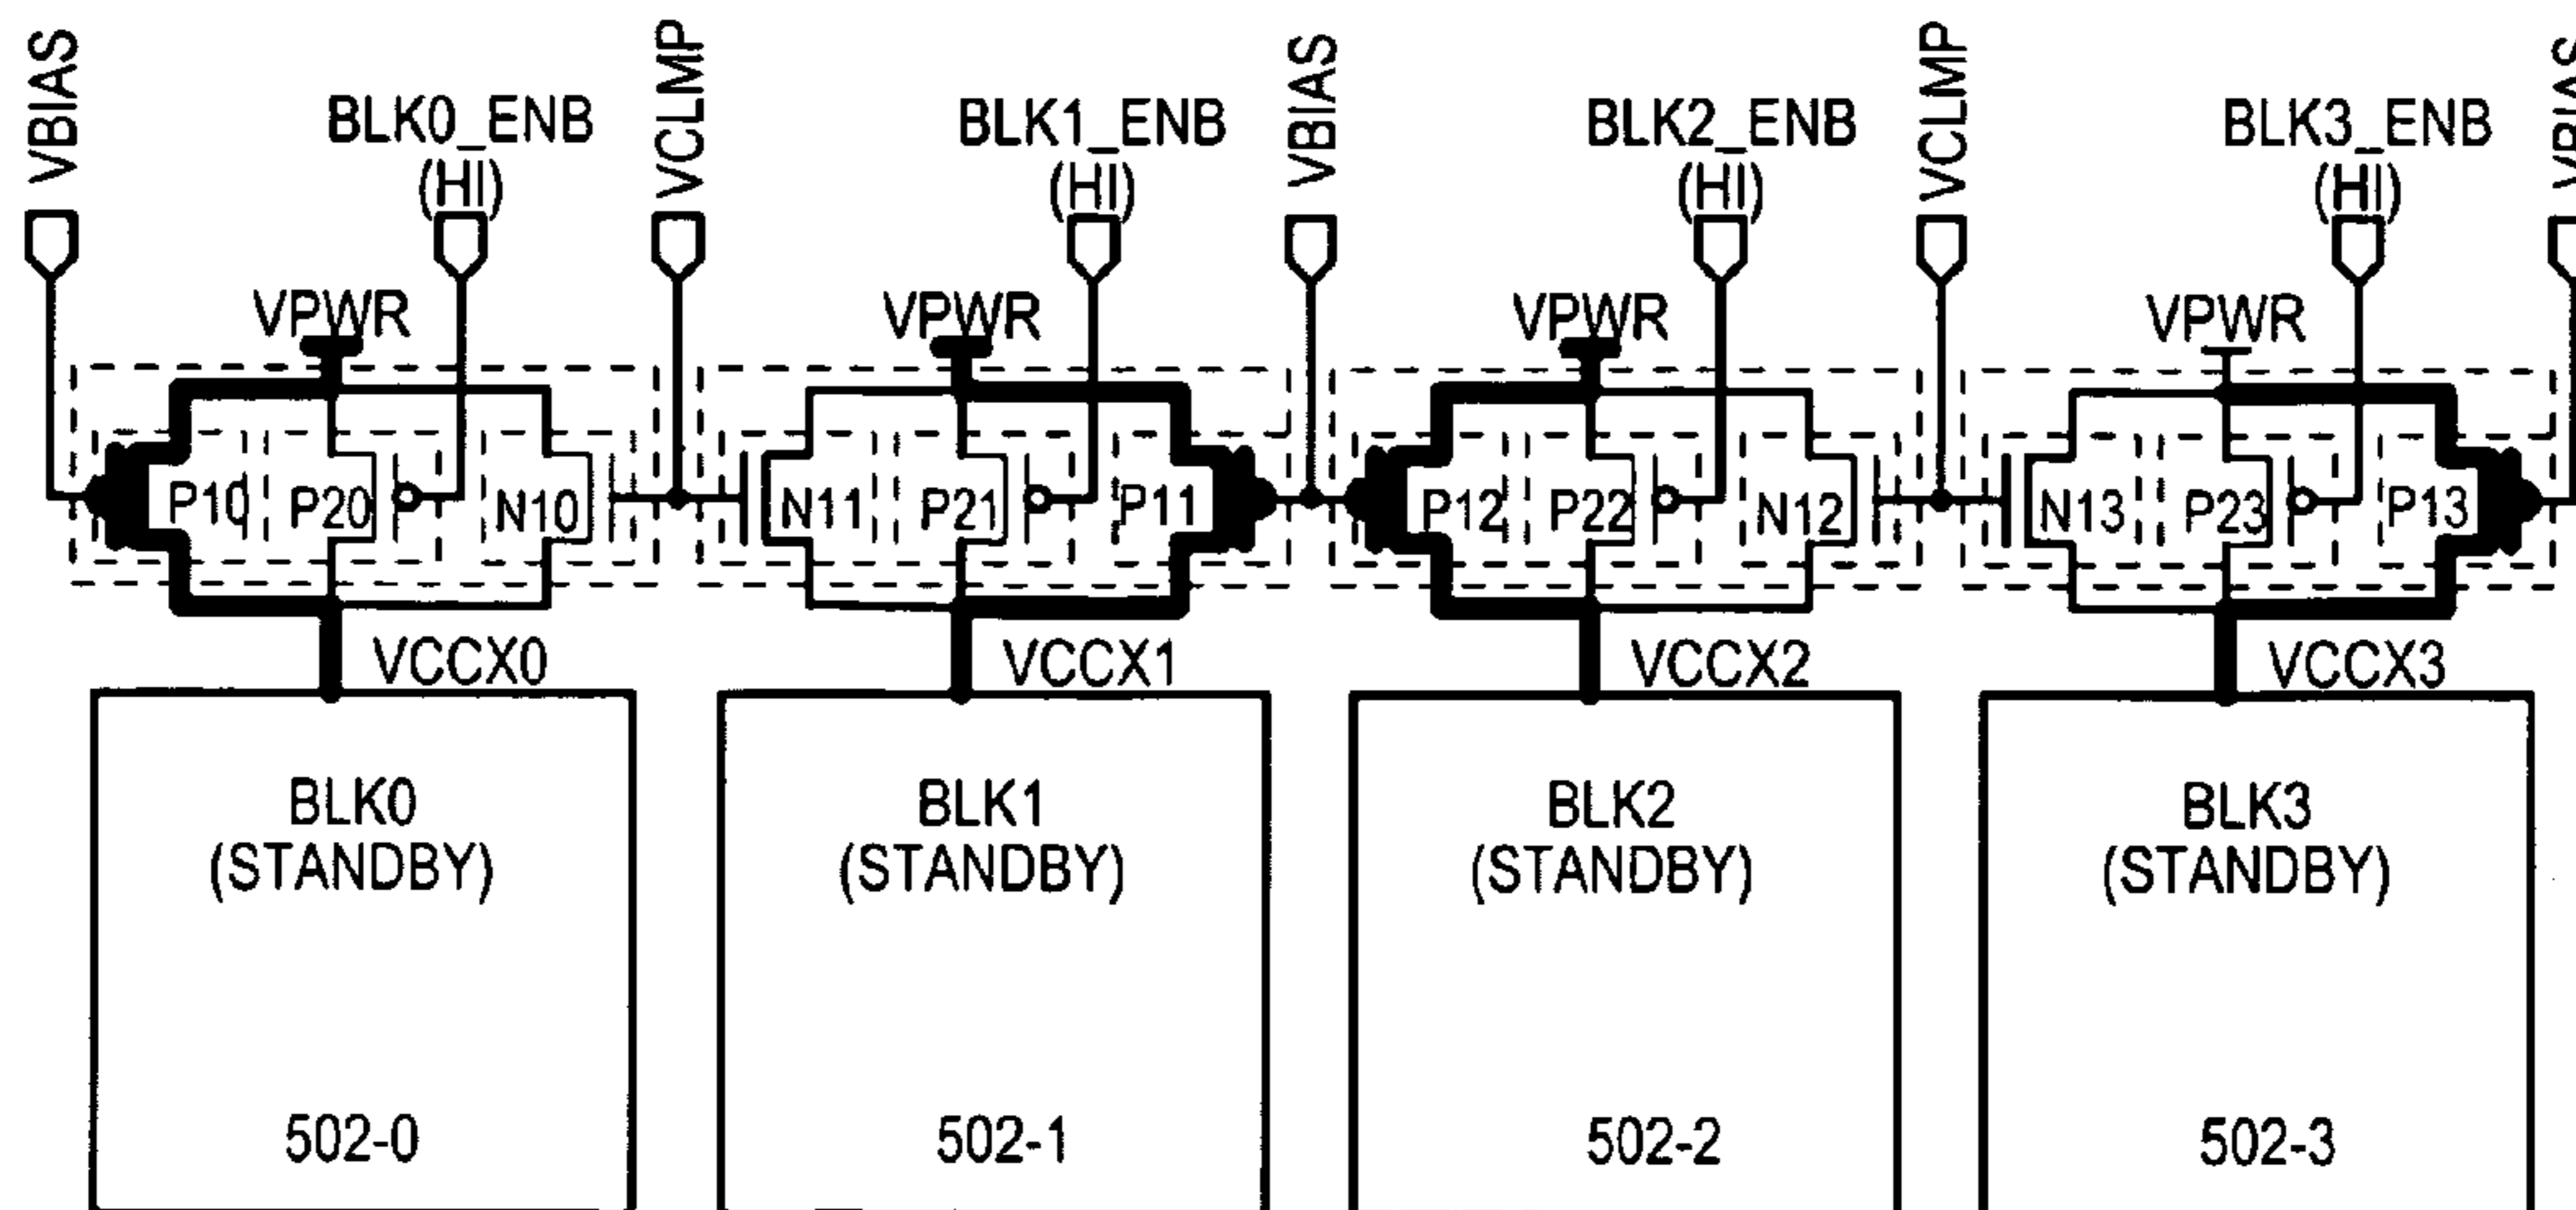 VBIAS
BLK0_ENB
(HI)
VCLMP
BLK1_ENB
(HI)
VBIAS
BLK2_ENB
(HI)
VCLMP
BLK3_ENB
(HI)
VBIAS
VPWR
VPWR
VPWR
VPWR
P10
P20
N10
N11
P21
P11
P12
P22
N12
N13
P23
P13
VCCX0
VCCX1
VCCX2
VCCX3
BLK0
(STANDBY)
BLK1
(STANDBY)
BLK2
(STANDBY)
BLK3
(STANDBY)
502-0
502-1
502-2
502-3